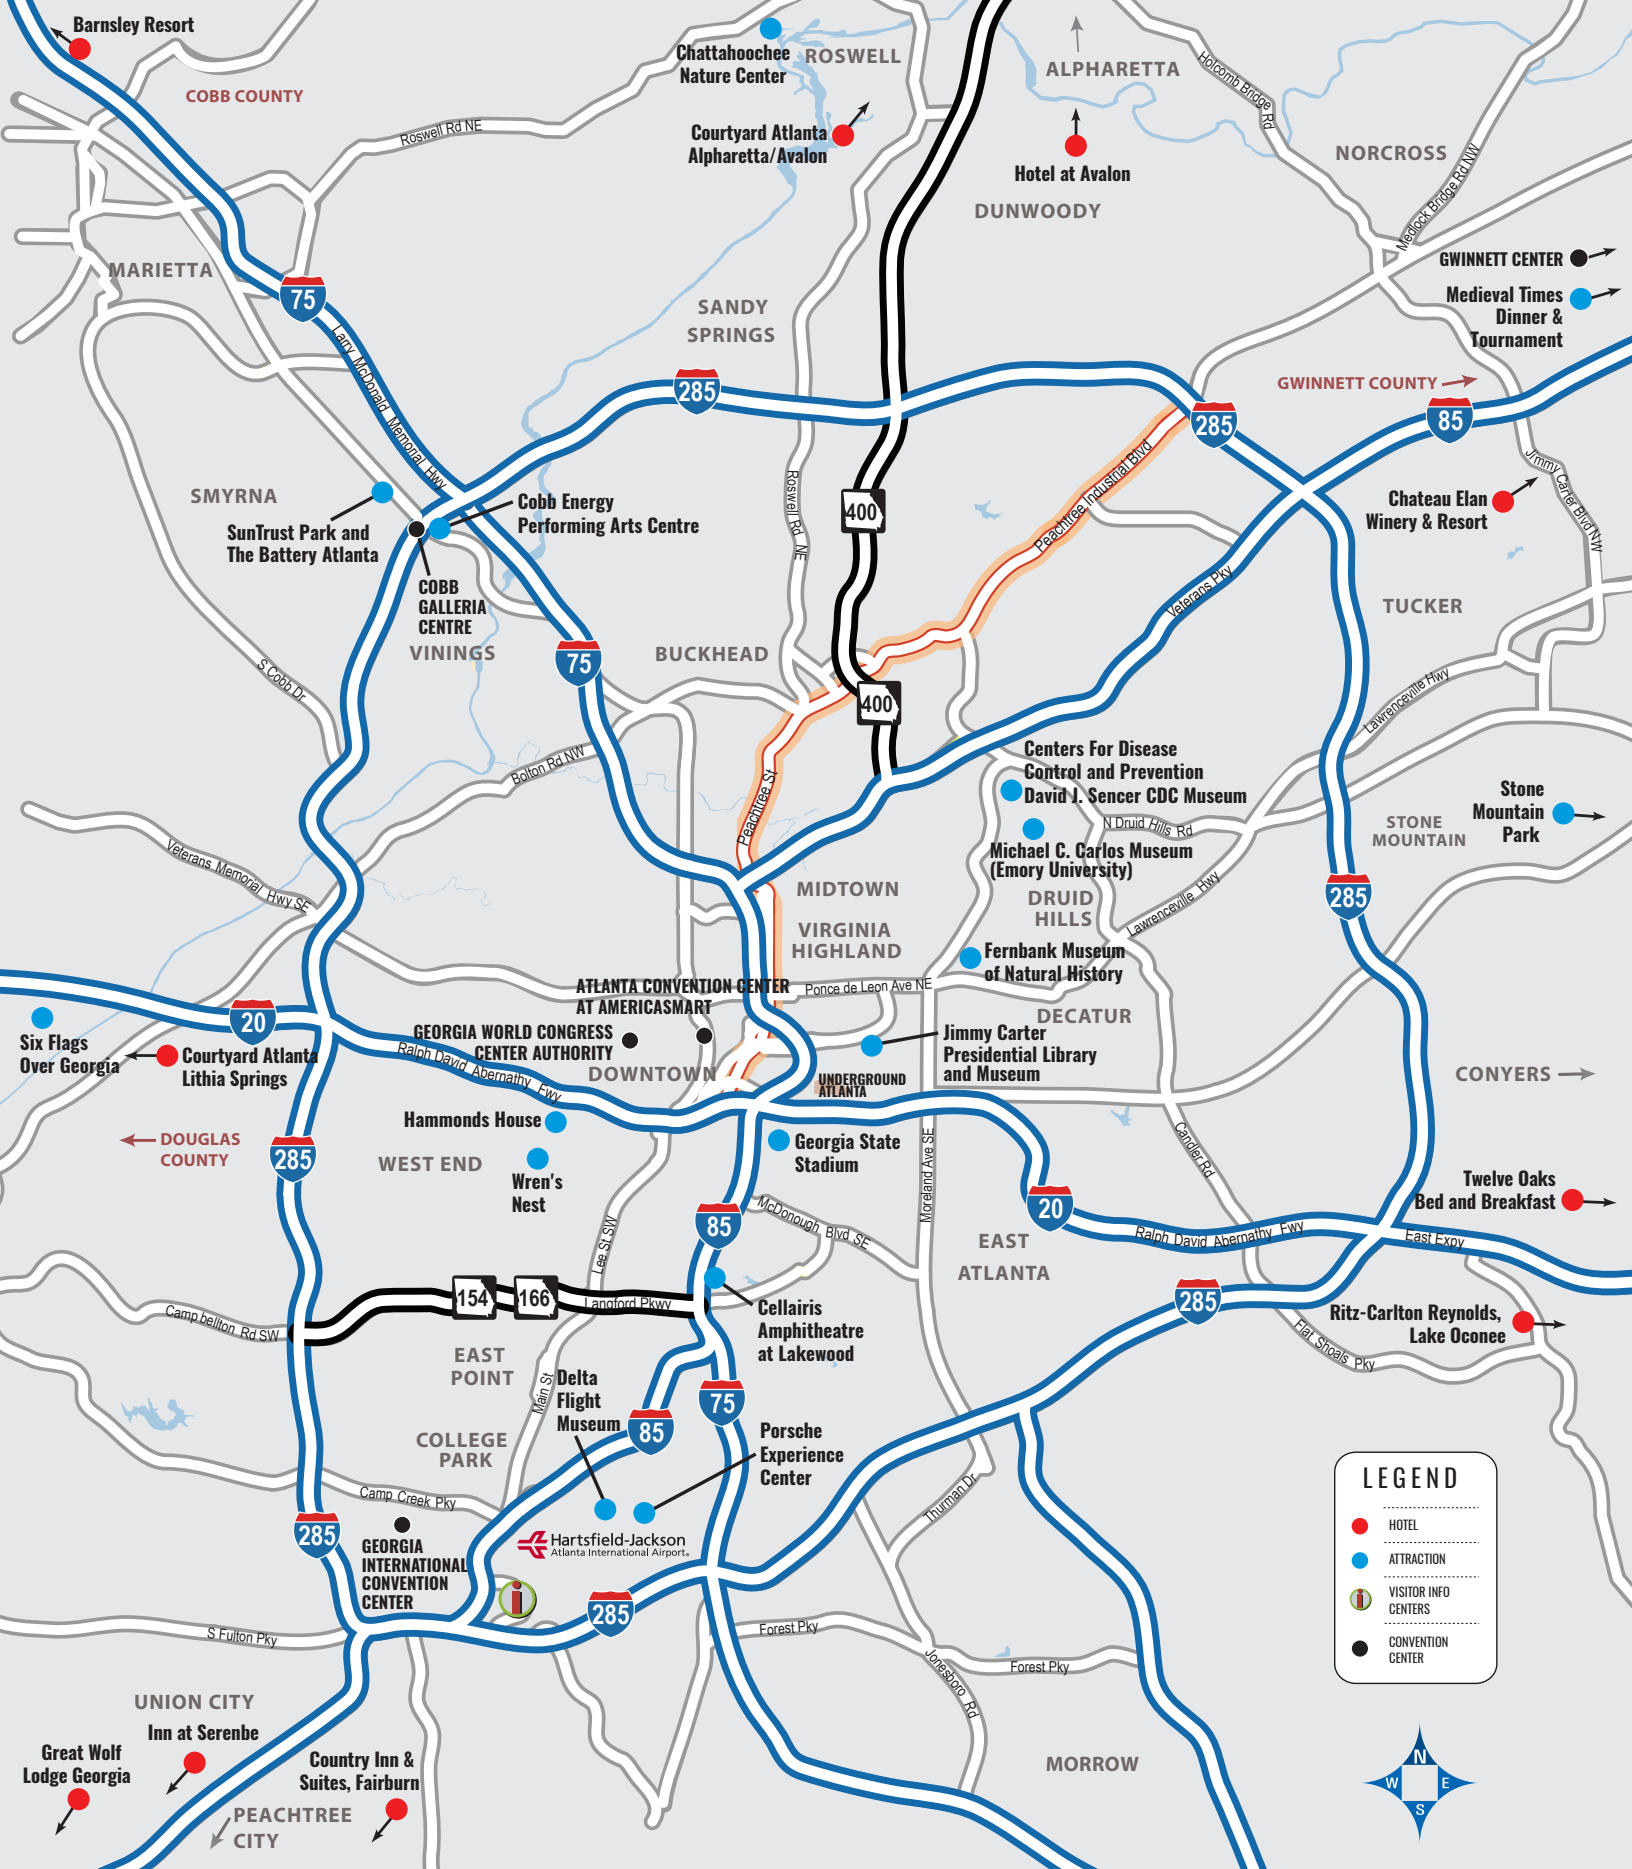 Barnsley Resort
COBB COUNTY
Roswell Rd NE
Chattahoochee
Nature Center
ROSWELL
ALPHARETTA
Holcomb Bridge Rd
Courtyard Atlanta
Alpharetta/Avalon
Hotel at Avalon
DUNWOODY
NORCROSS
Medlock Bridge Rd NW
GWINNETT CENTER
Medieval Times
Dinner &
Tournament
MARIETTA
75
Larry McDonald Memorial Hwy
SANDY
SPRINGS
285
GWINNETT COUNTY
285
85
Jimmy Carter Blvd NW
Peachtree Industrial Blvd
Roswell Rd NE
400
SMYRNA
SunTrust Park and
The Battery Atlanta
Cobb Energy
Performing Arts Centre
COBB
GALLERIA
CENTRE
VININGS
Chateau Elan
Winery & Resort
Veterans Pky
TUCKER
BUCKHEAD
75
400
S Cobb Dr
Lawrenceville Hwy
Bolton Rd NW
Peachtree St
Centers For Disease
Control and Prevention
David J. Sencer CDC Museum
N Druid Hills Rd
Michael C. Carlos Museum
(Emory University)
Stone
Mountain
Park
STONE
MOUNTAIN
Veterans Memorial Hwy SE
MIDTOWN
DRUID
HILLS
Lawrenceville Hwy
285
VIRGINIA
HIGHLAND
Fernbank Museum
of Natural History
ATLANTA CONVENTION CENTER
AT AMERICASMART
Ponce de Leon Ave NE
DECATUR
Six Flags
Over Georgia
20
Courtyard Atlanta
Lithia Springs
GEORGIA WORLD CONGRESS
CENTER AUTHORITY
Ralph David Abernathy Fwy
DOWNTOWN
Jimmy Carter
Presidential Library
and Museum
UNDERGROUND
ATLANTA
CONYERS
Hammonds House
DOUGLAS
COUNTY
285
WEST END
Wren's
Nest
Georgia State
Stadium
Moreland Ave SE
Candler Rd
Twelve Oaks
Bed and Breakfast
85
McDonough Blvd SE
20
Ralph David Abernathy Fwy
East Expy
Lee St SW
EAST
ATLANTA
154
166
Langford Pkwy
Campbellton Rd SW
285
Cellairis
Amphitheatre
at Lakewood
Ritz-Carlton Reynolds,
Lake Oconee
Flat Shoals Pky
EAST
POINT
Main St
Delta
Flight
Museum
75
85
COLLEGE
PARK
Porsche
Experience
Center
Thurman Dr
Camp Creek Pky
285
GEORGIA
INTERNATIONAL
CONVENTION
CENTER
Hartsfield-Jackson
Atlanta International Airport®
i
285
LEGEND
HOTEL
ATTRACTION
i
VISITOR INFO
CENTERS
CONVENTION
CENTER
S Fulton Pky
Forest Pky
Forest Pky
Jonesboro Rd
UNION CITY
Inn at Serenbe
Great Wolf
Lodge Georgia
Country Inn &
Suites, Fairburn
PEACHTREE
CITY
MORROW
N
W
E
S